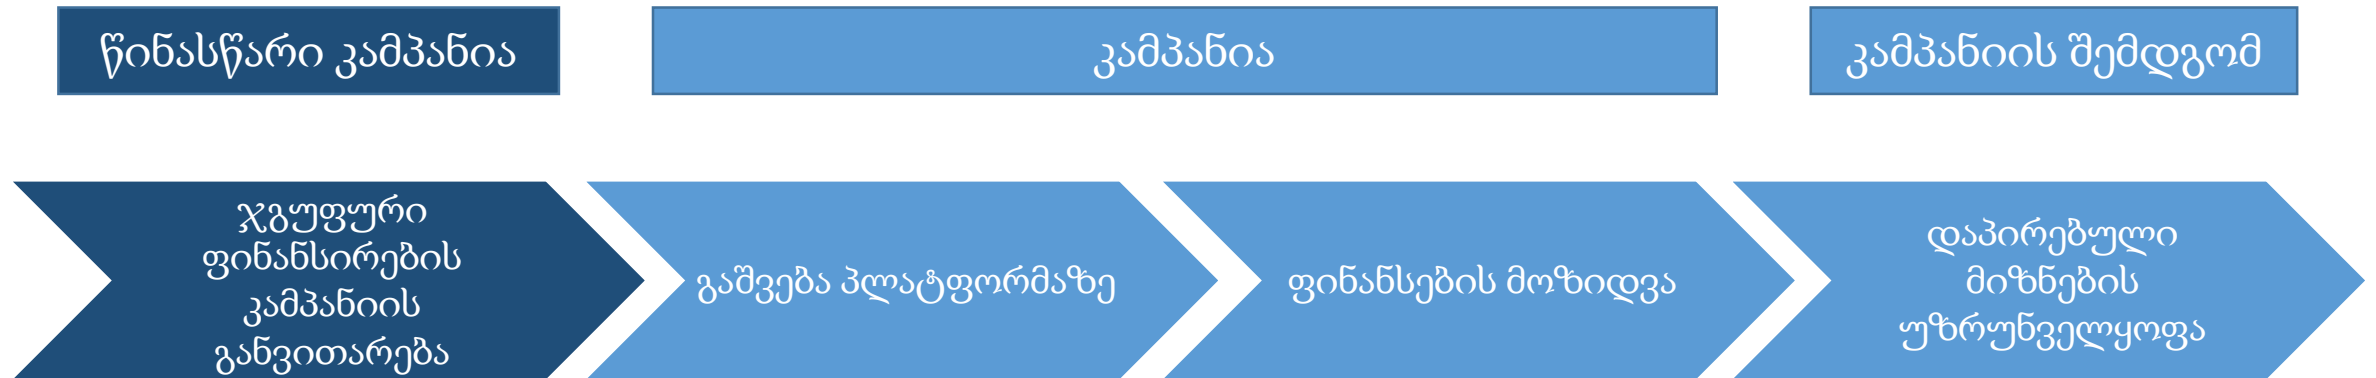 წინასწარი კამპანია
კამპანია
კამპანიის შემდგომ
ჯგუფური
ფინანსირების
კამპანიის
განვითარება
გაშვება პლატფორმაზე
ფინანსების მოზიდვა
დაპირებული
მიზნების
უზრუნველყოფა